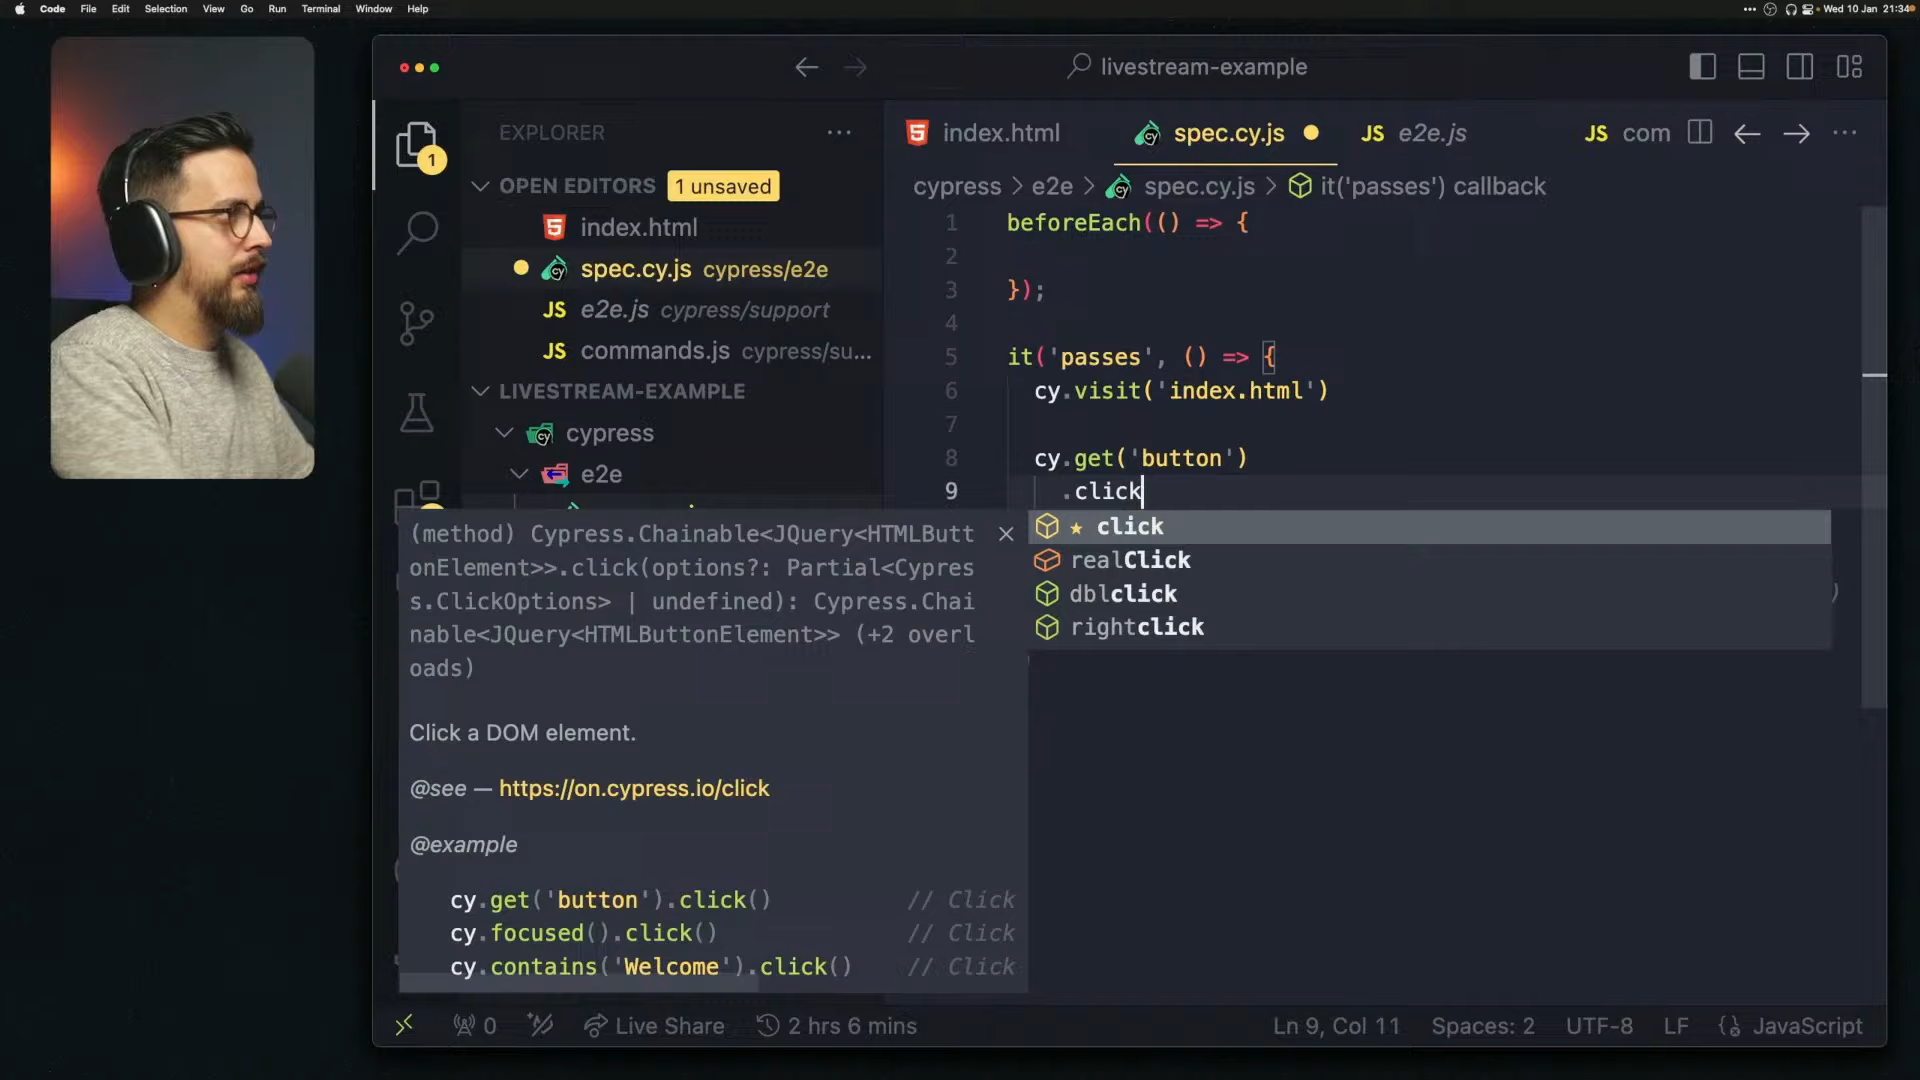 Code File Edit Selection View Go Run Terminal Window Help
Wed 10 Jan 21:34
livestream-example
1
EXPLORER
OPEN EDITORS 1 unsaved
index.html
spec.cy.js cypress/e2e
JS e2e.js cypress/support
JS commands.js cypress/su...
LIVESTREAM-EXAMPLE
cypress
e2e
index.html spec.cy.js JS e2e.js JS com
cypress > e2e > spec.cy.js > it('passes') callback
1 beforeEach(() => {
2
3 });
4
5 it('passes', () => {
6 cy.visit('index.html')
7
8 cy.get('button')
9 .click
click
realClick
dblclick
rightclick
)
(method) Cypress.Chainable<JQuery<HTMLButt
onElement>>.click(options?: Partial<Cypres
s.ClickOptions> | undefined): Cypress.Chai
nable<JQuery<HTMLButtonElement>> (+2 overl
oads)
Click a DOM element.
@see — https://on.cypress.io/click
@example
cy.get('button').click() // Click
cy.focused().click() // Click
cy.contains('Welcome').click() // Click
0 Live Share 2 hrs 6 mins Ln 9, Col 11 Spaces: 2 UTF-8 LF JavaScript